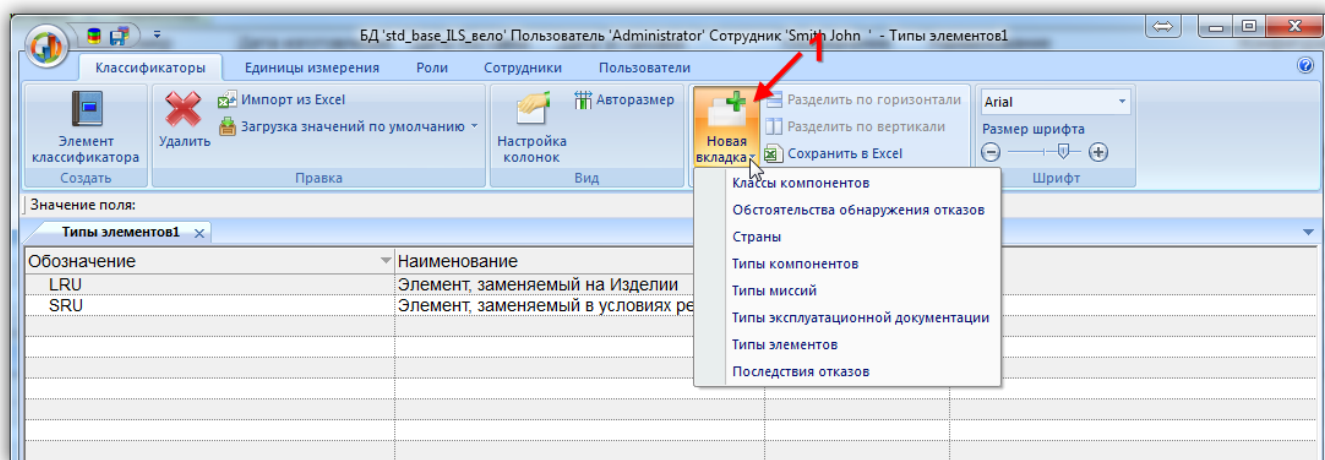 БД 'std_base_ILS_вело' Пользователь 'Administrator' Сотрудник 'Smith John ' - Типы элементов1
1
Классификаторы Единицы измерения Роли Сотрудники Пользователи
Элемент классификатора
Создать
Удалить
Импорт из Excel
Загрузка значений по умолчанию
Правка
Настройка колонок
Авторазмер
Вид
Новая вкладка
Разделить по горизонтали
Разделить по вертикали
Сохранить в Excel
Arial
Размер шрифта
Шрифт
Значение поля:
Типы элементов1
Обозначение Наименование
LRU Элемент, заменяемый на Изделии
SRU Элемент, заменяемый в условиях ре
Классы компонентов
Обстоятельства обнаружения отказов
Страны
Типы компонентов
Типы миссий
Типы эксплуатационной документации
Типы элементов
Последствия отказов